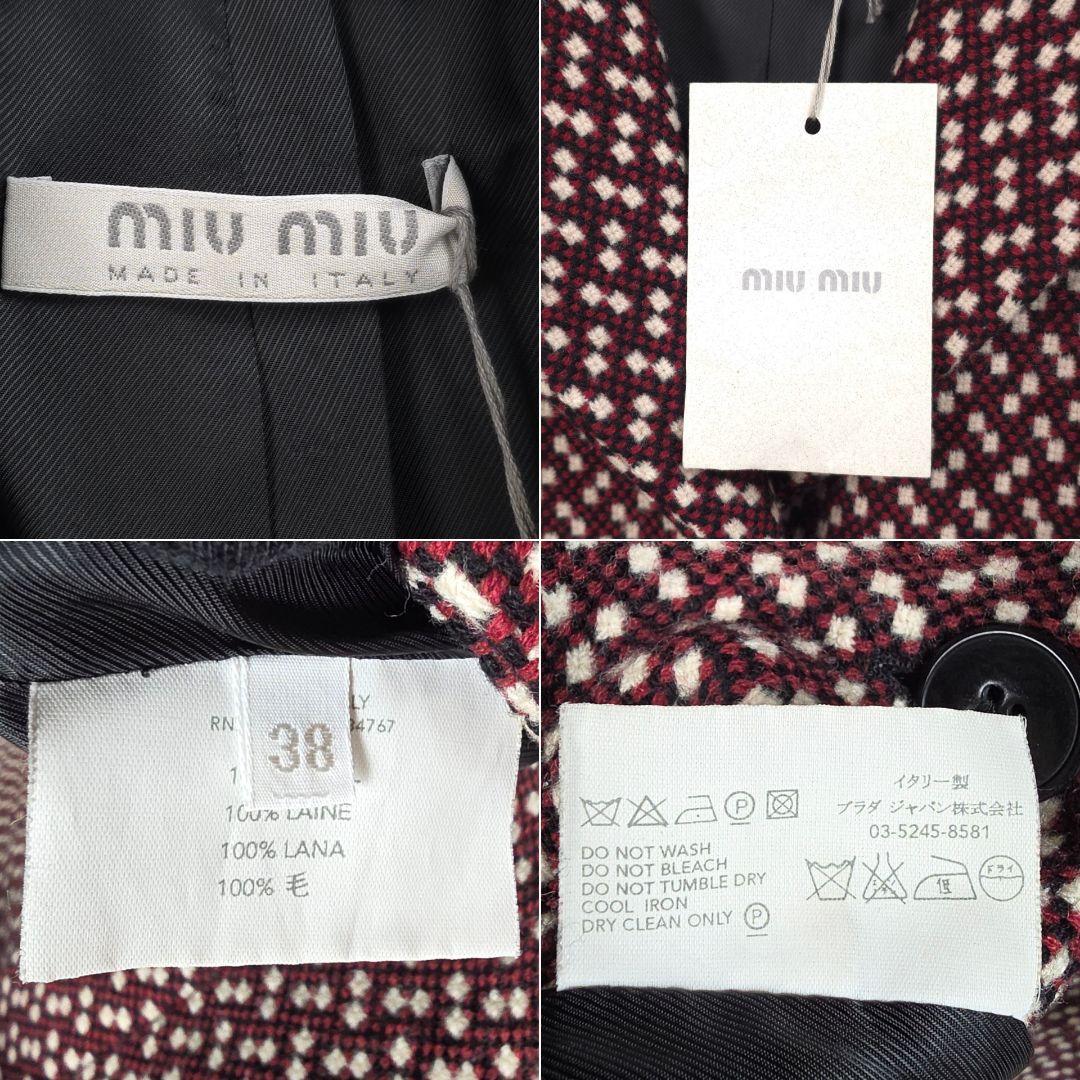 miu miu
MADE IN ITALY
miu miu
LY
RN 34767
38
100% LAINE
100% LANA
100% 毛
イタリー製
プラダ ジャパン株式会社
03-5245-8581
DO NOT WASH
DO NOT BLEACH
DO NOT TUMBLE DRY
COOL IRON
DRY CLEAN ONLY Ⓟ
低
ドライ